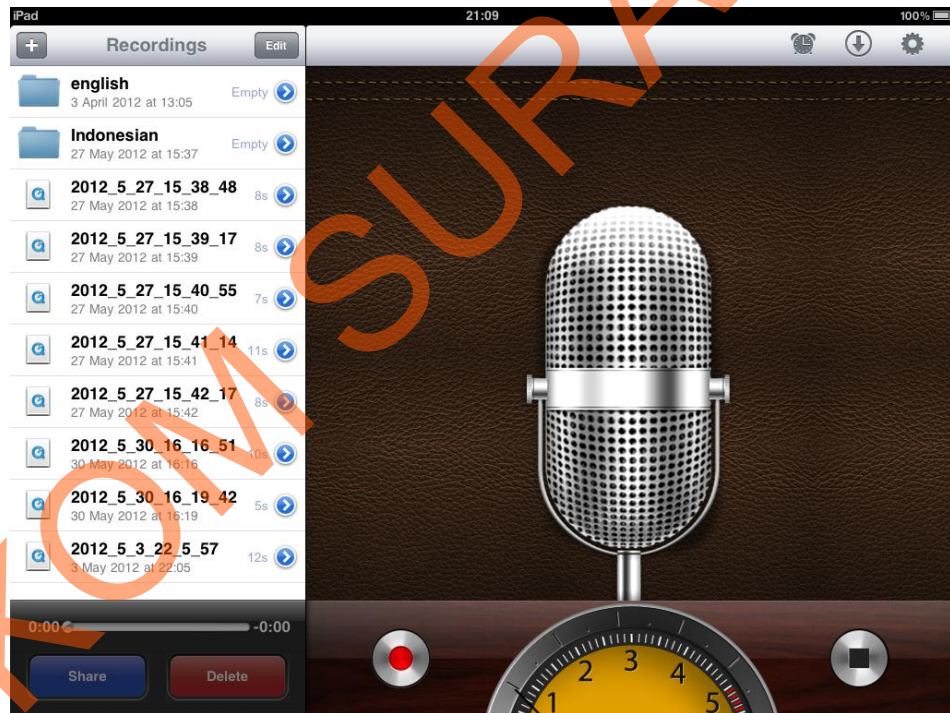 iPad 21:09 100%
+ Recordings Edit
english
3 April 2012 at 13:05 Empty
Indonesian
27 May 2012 at 15:37 Empty
2012_5_27_15_38_48
27 May 2012 at 15:38 8s
2012_5_27_15_39_17
27 May 2012 at 15:39 8s
2012_5_27_15_40_55
27 May 2012 at 15:40 7s
2012_5_27_15_41_14
27 May 2012 at 15:41 11s
2012_5_27_15_42_17
27 May 2012 at 15:42 8s
2012_5_30_16_16_51
30 May 2012 at 16:16 10s
2012_5_30_16_19_42
30 May 2012 at 16:19 5s
2012_5_3_22_5_57
3 May 2012 at 22:05 12s
0:00 -0:00
Share Delete
1 2 3 4 5
KOM SURA